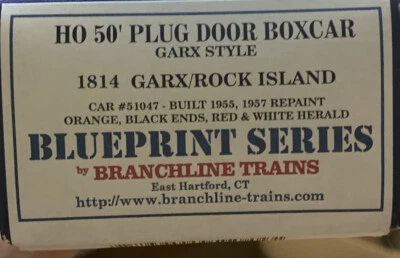 HO 50' PLUG DOOR BOXCAR
GARX STYLE
1814 GARX/ROCK ISLAND
CAR #51047 - BUILT 1955, 1957 REPAINT
ORANGE, BLACK ENDS, RED & WHITE HERALD
BLUEPRINT SERIES
by BRANCHLINE TRAINS
East Hartford, CT
http://www.branchline-trains.com